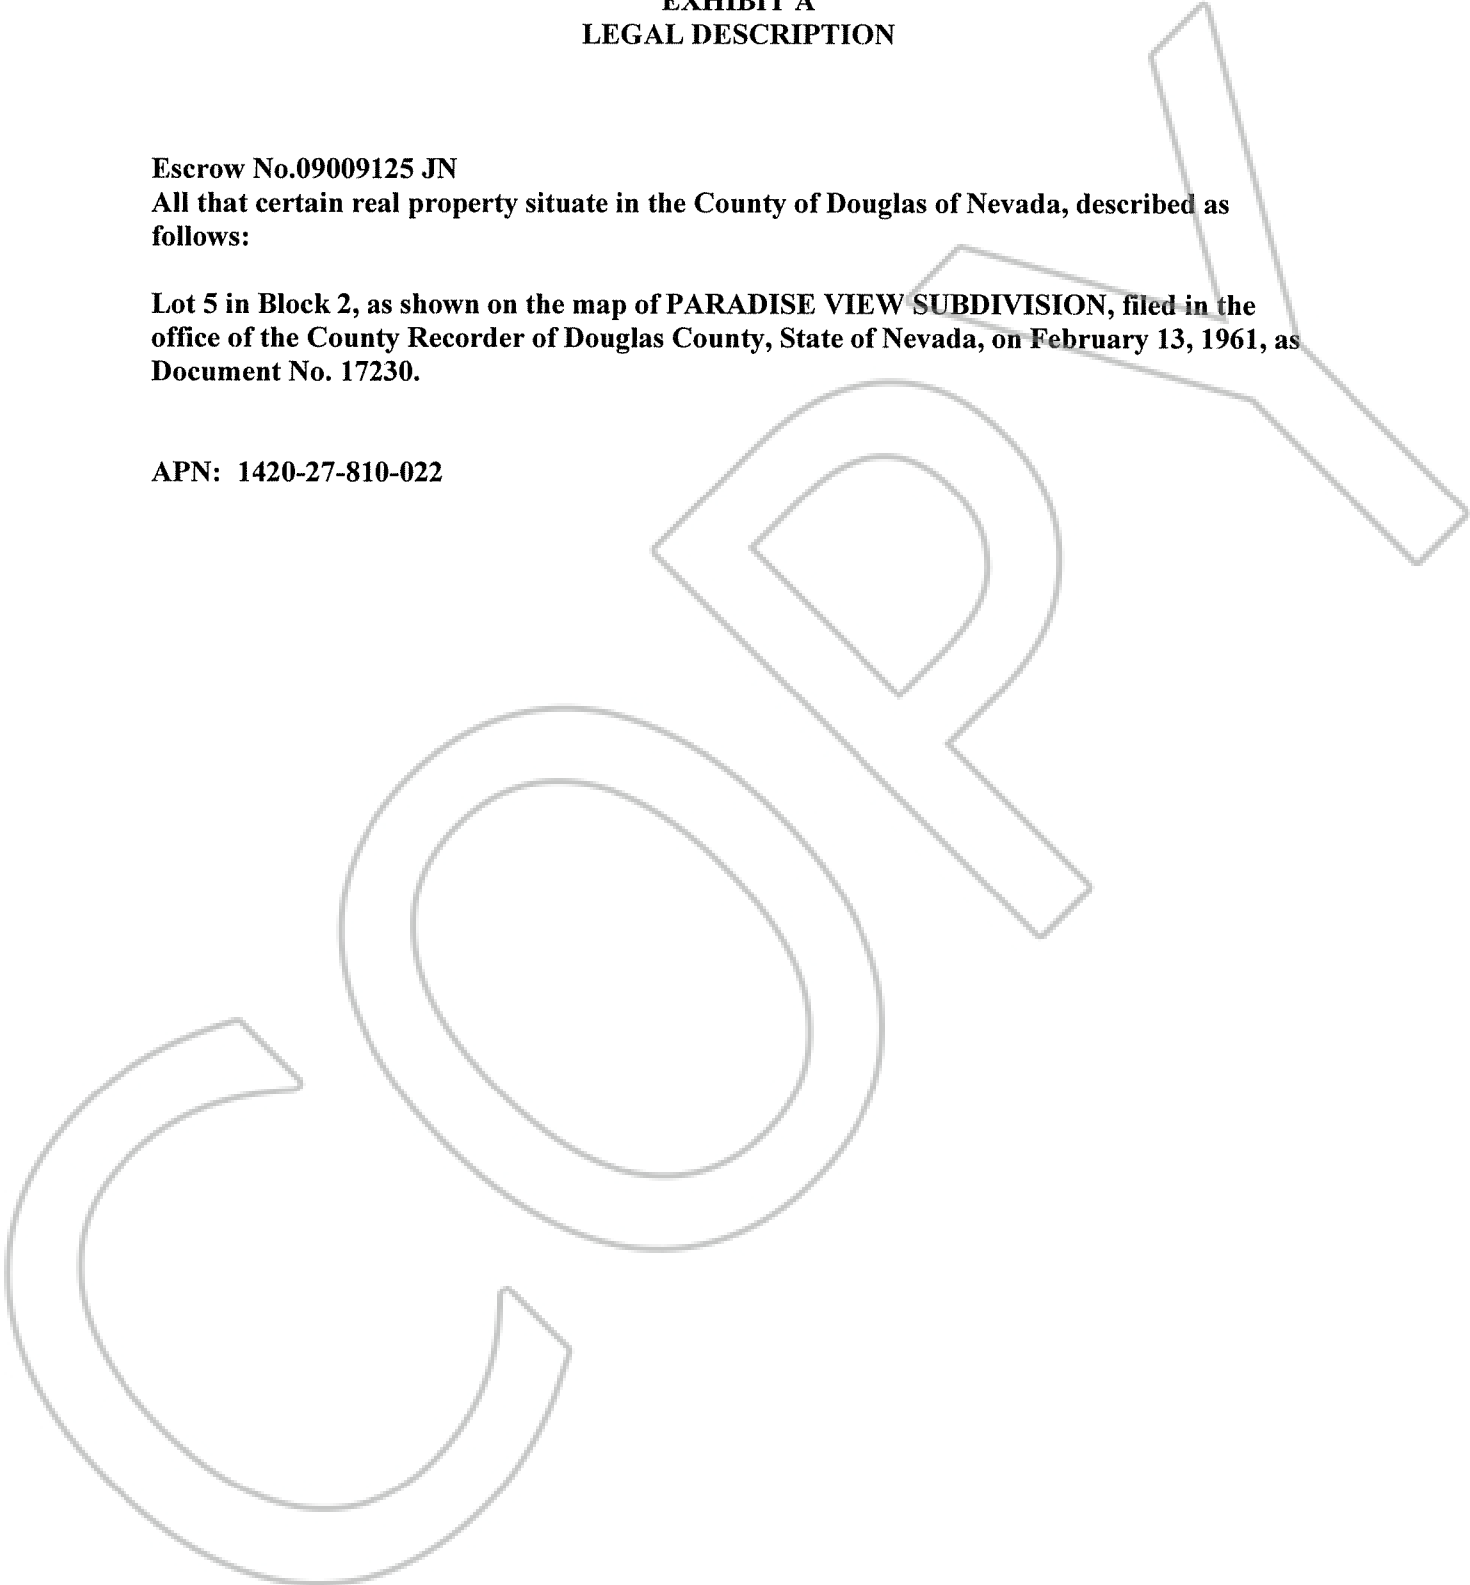 EXHIBIT A
LEGAL DESCRIPTION
Escrow No.09009125 JN
All that certain real property situate in the County of Douglas of Nevada, described as
follows:
Lot 5 in Block 2, as shown on the map of PARADISE VIEW SUBDIVISION, filed in the
office of the County Recorder of Douglas County, State of Nevada, on February 13, 1961, as
Document No. 17230.
APN: 1420-27-810-022
COPY